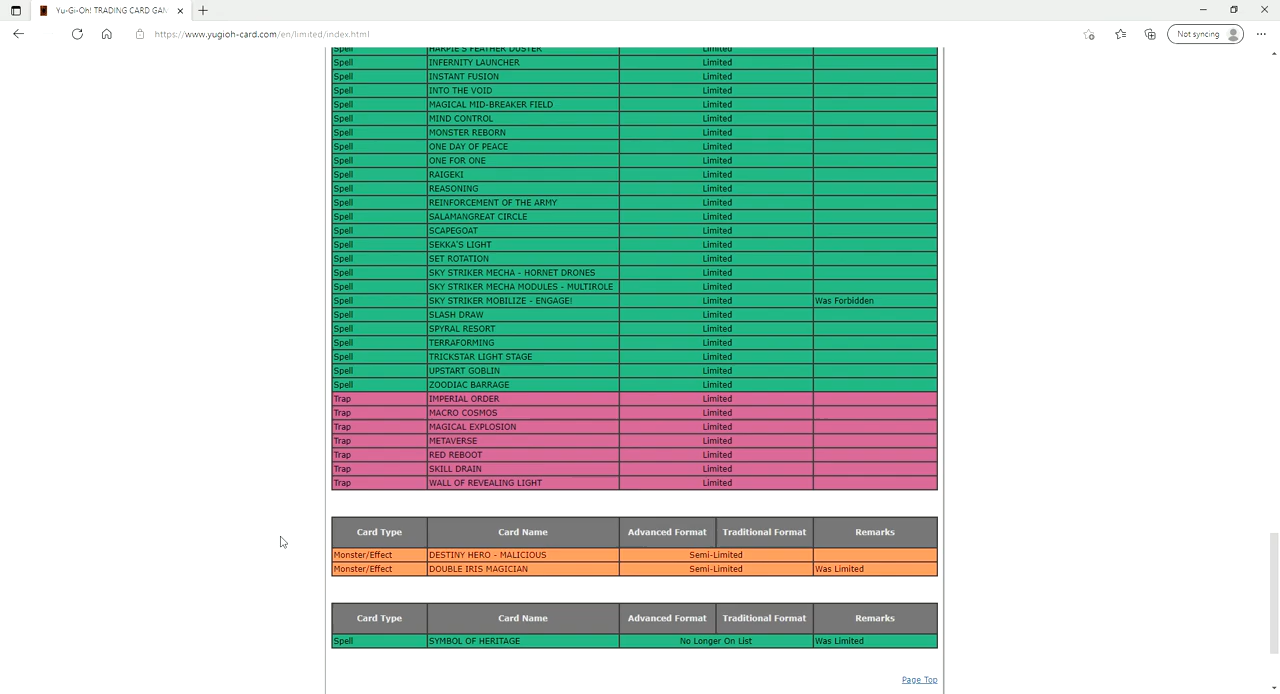 Yu-Gi-Oh! TRADING CARD GAM
Not syncing
https://www.yugioh-card.com/en/limited/index.html
Spell HARPIE'S FEATHER DUSTER Limited
Spell INFERNITY LAUNCHER Limited
Spell INSTANT FUSION Limited
Spell INTO THE VOID Limited
Spell MAGICAL MID-BREAKER FIELD Limited
Spell MIND CONTROL Limited
Spell MONSTER REBORN Limited
Spell ONE DAY OF PEACE Limited
Spell ONE FOR ONE Limited
Spell RAIGEKI Limited
Spell REASONING Limited
Spell REINFORCEMENT OF THE ARMY Limited
Spell SALAMANGREAT CIRCLE Limited
Spell SCAPEGOAT Limited
Spell SEKKA'S LIGHT Limited
Spell SET ROTATION Limited
Spell SKY STRIKER MECHA - HORNET DRONES Limited
Spell SKY STRIKER MECHA MODULES - MULTIROLE Limited
Spell SKY STRIKER MOBILIZE - ENGAGE! Limited Was Forbidden
Spell SLASH DRAW Limited
Spell SPYRAL RESORT Limited
Spell TERRAFORMING Limited
Spell TRICKSTAR LIGHT STAGE Limited
Spell UPSTART GOBLIN Limited
Spell ZOODIAC BARRAGE Limited
Trap IMPERIAL ORDER Limited
Trap MACRO COSMOS Limited
Trap MAGICAL EXPLOSION Limited
Trap METAVERSE Limited
Trap RED REBOOT Limited
Trap SKILL DRAIN Limited
Trap WALL OF REVEALING LIGHT Limited
Card Type Card Name Advanced Format Traditional Format Remarks
Monster/Effect DESTINY HERO - MALICIOUS Semi-Limited
Monster/Effect DOUBLE IRIS MAGICIAN Semi-Limited Was Limited
Card Type Card Name Advanced Format Traditional Format Remarks
Spell SYMBOL OF HERITAGE No Longer On List Was Limited
Page Top